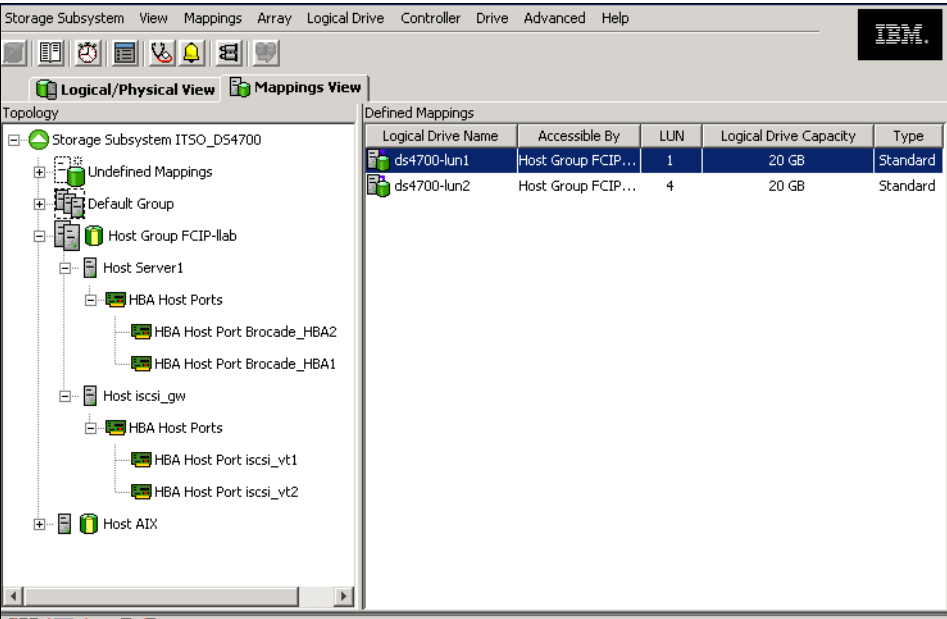 Storage Subsystem View Mappings Array Logical Drive Controller Drive Advanced Help
IBM.
Logical/Physical View Mappings View
Topology
Storage Subsystem ITSO_DS4700
Undefined Mappings
Default Group
Host Group FCIP-llab
Host Server1
HBA Host Ports
HBA Host Port Brocade_HBA2
HBA Host Port Brocade_HBA1
Host iscsi_gw
HBA Host Ports
HBA Host Port iscsi_vt1
HBA Host Port iscsi_vt2
Host AIX
Defined Mappings
Logical Drive Name Accessible By LUN Logical Drive Capacity Type
ds4700-lun1 Host Group FCIP... 1 20 GB Standard
ds4700-lun2 Host Group FCIP... 4 20 GB Standard